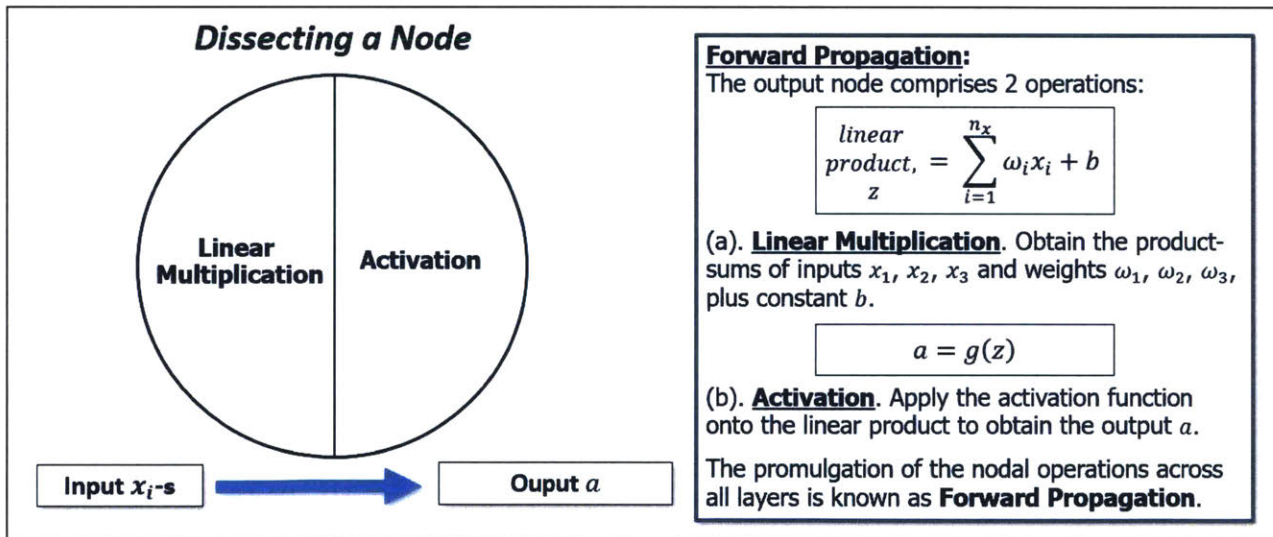 Dissecting a Node
Linear
Multiplication
Activation
Input xᵢ-s
Ouput a
Forward Propagation:
The output node comprises 2 operations:
linear
product, = ∑ ωᵢxᵢ + b
z
n_x
i=1
(a). Linear Multiplication. Obtain the product-
sums of inputs x₁, x₂, x₃ and weights ω₁, ω₂, ω₃,
plus constant b.
a = g(z)
(b). Activation. Apply the activation function
onto the linear product to obtain the output a.
The promulgation of the nodal operations across
all layers is known as Forward Propagation.